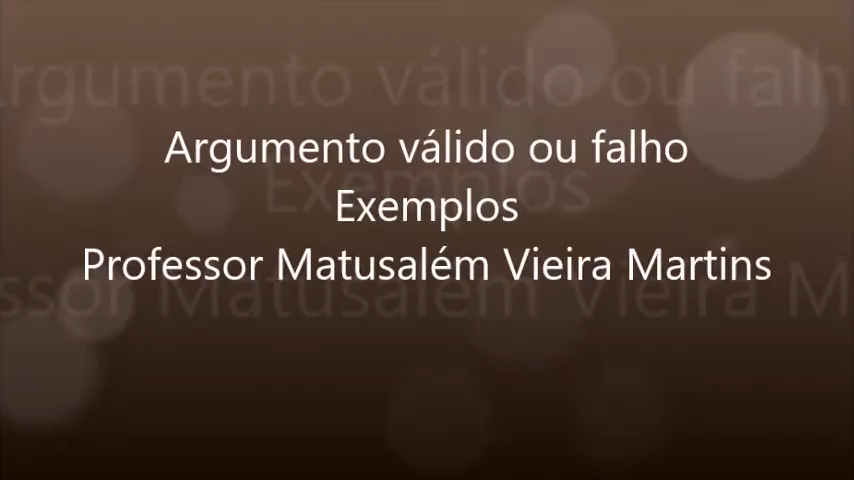 Argumento válido ou falho
Exemplos
Professor Matusalém Vieira Martins